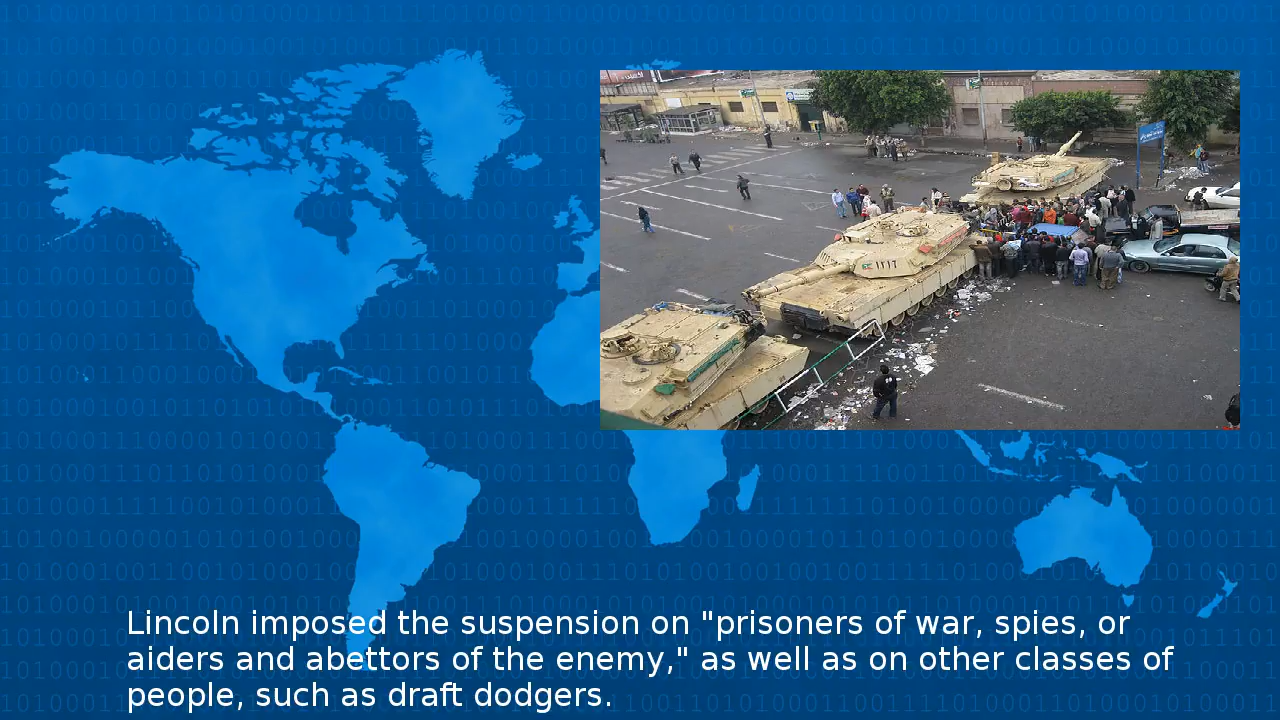 ١٢١٦
Lincoln imposed the suspension on "prisoners of war, spies, or
aiders and abettors of the enemy," as well as on other classes of
people, such as draft dodgers.